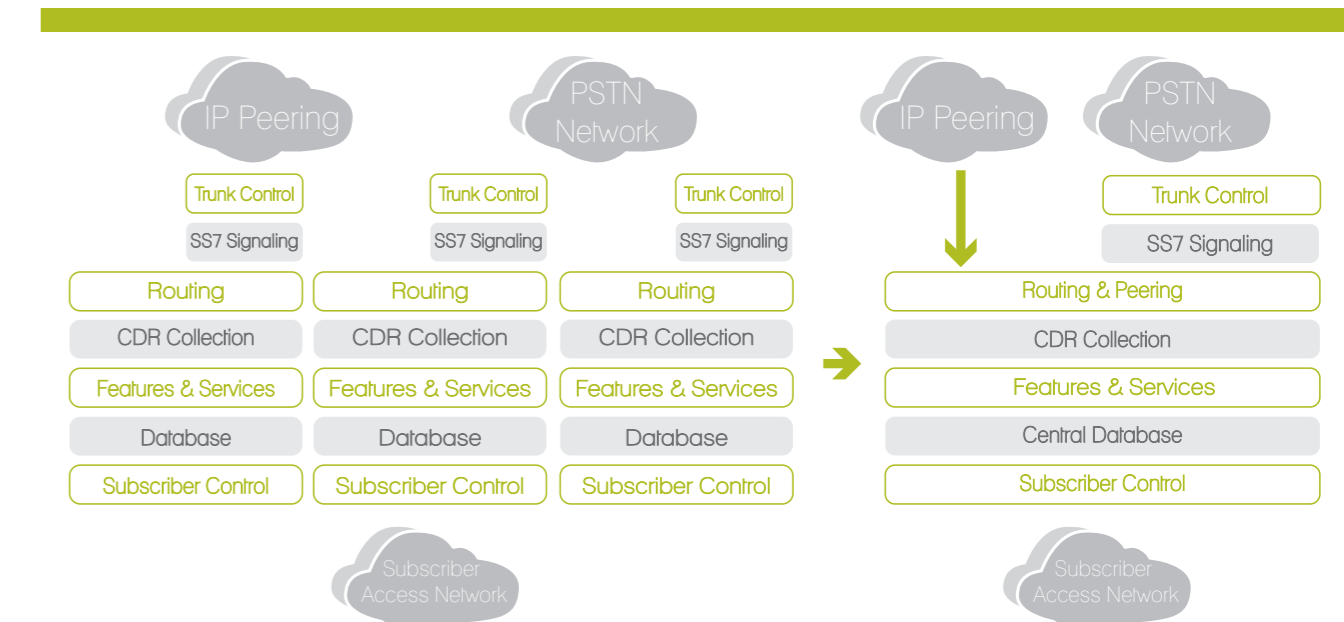 IP Peering
PSTN
Network
IP Peering
PSTN
Network
Trunk Control
Trunk Control
Trunk Control
Trunk Control
SS7 Signaling
SS7 Signaling
SS7 Signaling
SS7 Signaling
Routing
Routing
Routing
Routing & Peering
CDR Collection
CDR Collection
CDR Collection
CDR Collection
Features & Services
Features & Services
Features & Services
Features & Services
Database
Database
Database
Central Database
Subscriber Control
Subscriber Control
Subscriber Control
Subscriber Control
Subscriber
Access Network
Subscriber
Access Network